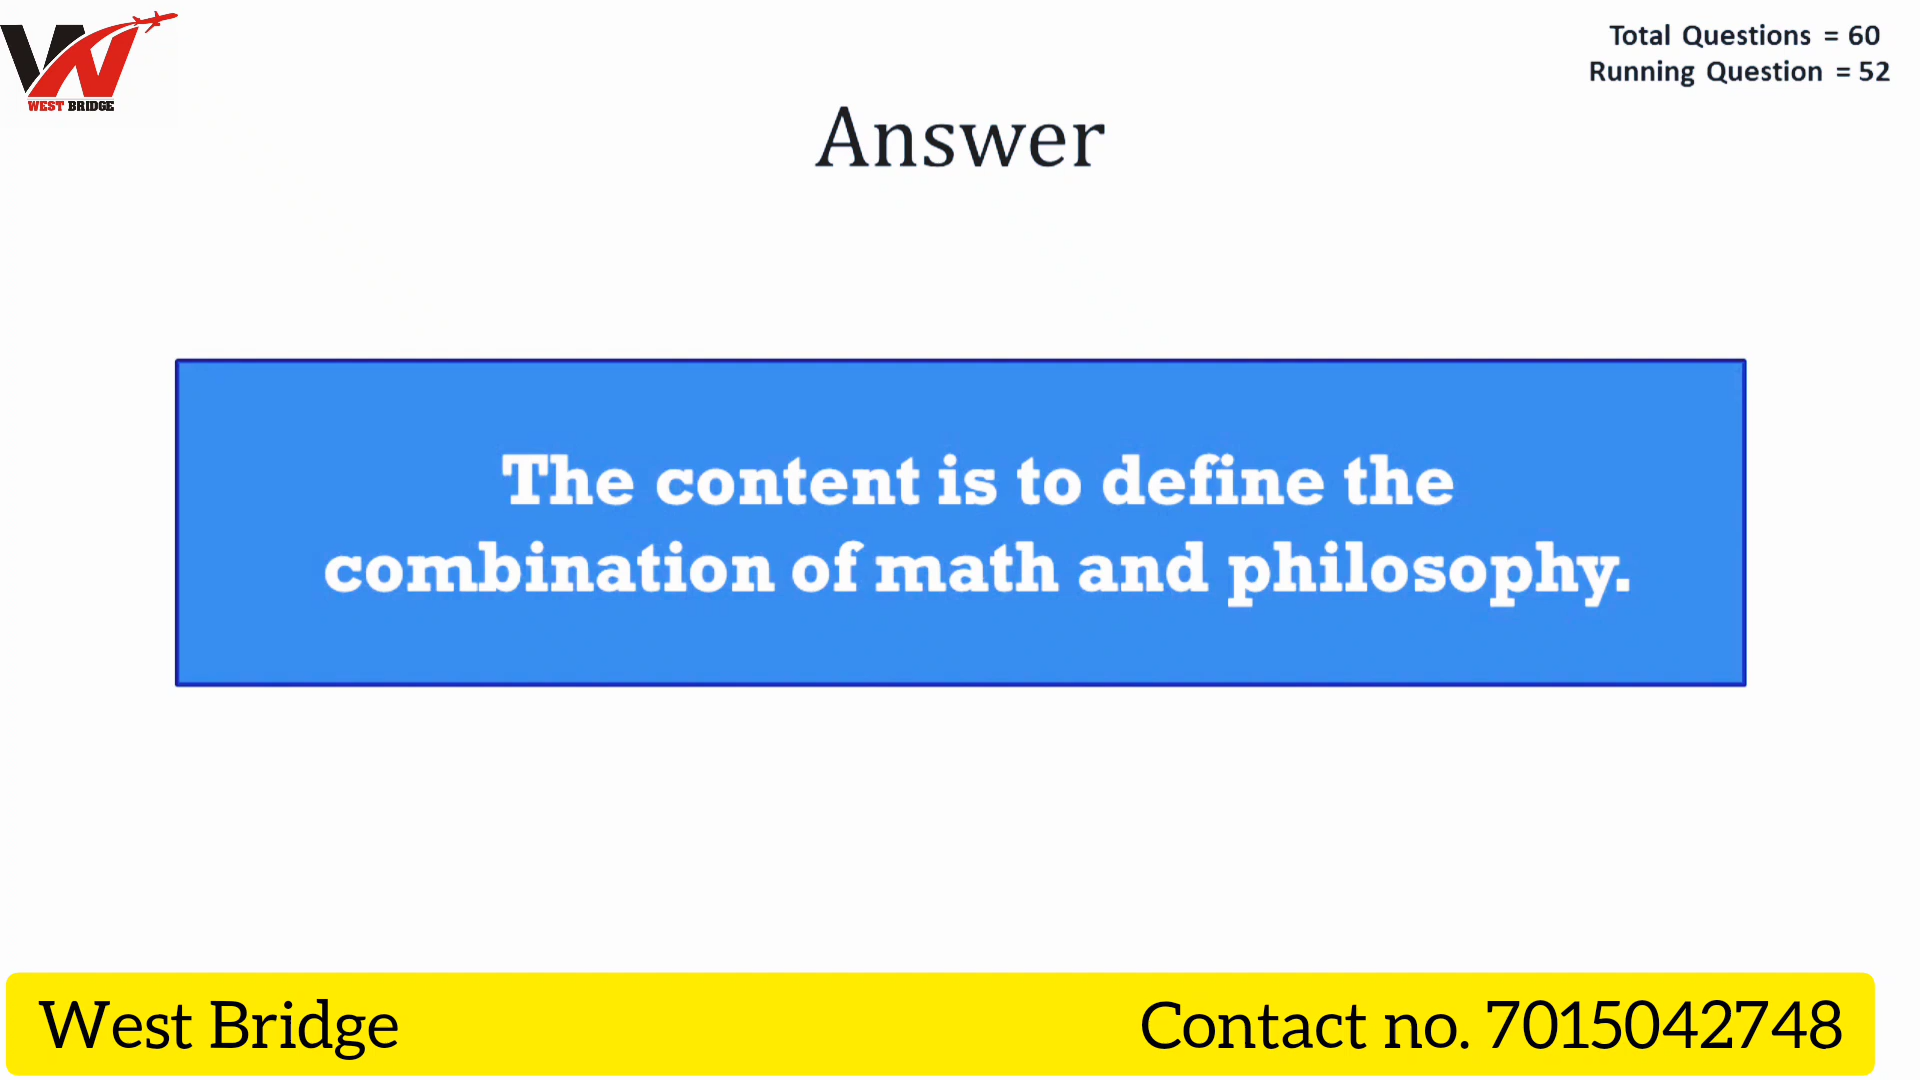 WEST BRIDGE
Total Questions = 60
Running Question = 52
Answer
The content is to define the
combination of math and philosophy.
West Bridge
Contact no. 7015042748